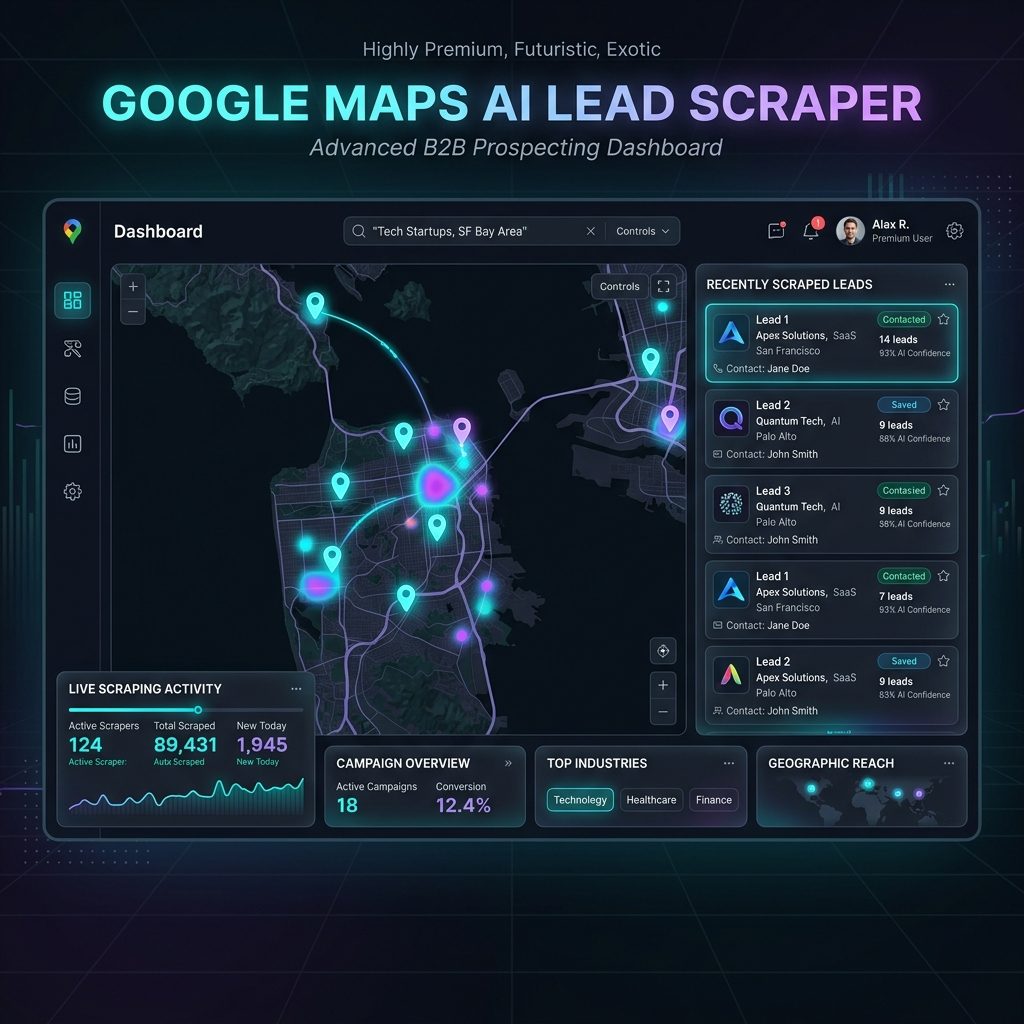 Highly Premium, Futuristic, Exotic
GOOGLE MAPS AI LEAD SCRAPER
Advanced B2B Prospecting Dashboard
Dashboard
"Tech Startups, SF Bay Area"
Controls
1
Alax R.
Premium User
Controls
RECENTLY SCRAPED LEADS
Lead 1
Contacted
Apex Solutions, SaaS
14 leads
San Francisco
93% AI Confidence
Contact: Jane Doe
Lead 2
Saved
Quantum Tech, AI
9 leads
Palo Alto
88% AI Confidence
Contact: John Smith
Lead 3
Contasied
Quantum Tech, AI
9 leads
Palo Alto
AI Confidence
Contact: John Smith
Lead 1
Contacted
Apex Solutions, SaaS
7 leads
San Francisco
93% AI Confidence
Contact: Jane Doe
Lead 2
Saved
Apex Solutions, SaaS
9 leads
Palo Alto
83% AI Confidence
Contact: John Smith
LIVE SCRAPING ACTIVITY
Active Scrapers
Total Scraped
New Today
124
89,431
1,945
Active Scraper:
Scraped
New Today
CAMPAIGN OVERVIEW
Active Campaigns
Conversion
18
12.4%
TOP INDUSTRIES
Technology
Healthcare
Finance
GEOGRAPHIC REACH